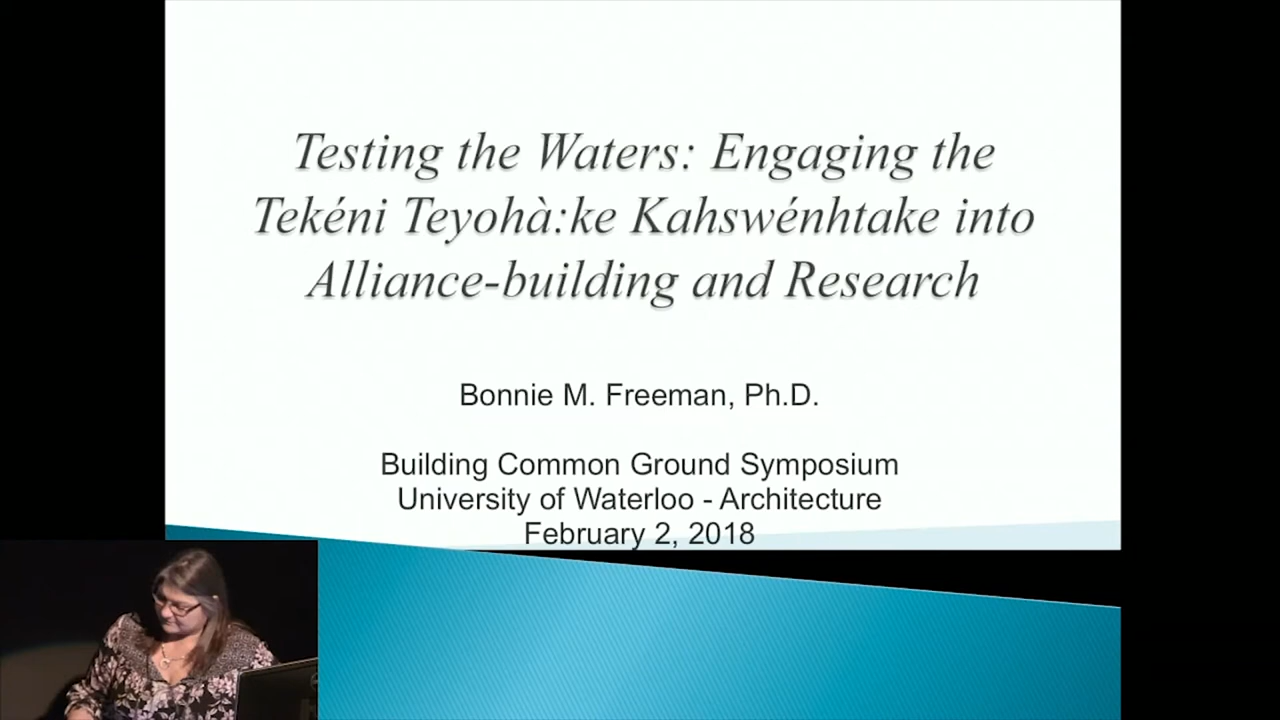 Testing the Waters: Engaging the
Tekéni Teyohà:ke Kahswénhtake into
Alliance-building and Research
Bonnie M. Freeman, Ph.D.
Building Common Ground Symposium
University of Waterloo - Architecture
February 2, 2018